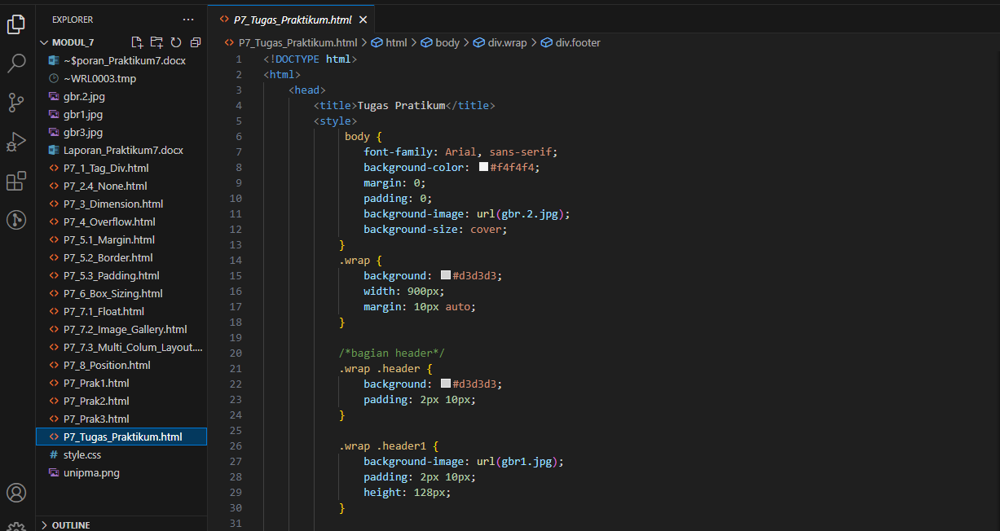 EXPLORER
MODUL_7
~$poran_Praktikum7.docx
~WRL0003.tmp
gbr.2.jpg
gbr1.jpg
gbr3.jpg
Laporan_Praktikum7.docx
P7_1_Tag_Div.html
P7_2.4_None.html
P7_3_Dimension.html
P7_4_Overflow.html
P7_5.1_Margin.html
P7_5.2_Border.html
P7_5.3_Padding.html
P7_6_Box_Sizing.html
P7_7.1_Float.html
P7_7.2_Image_Gallery.html
P7_7.3_Multi_Colum_Layout....
P7_8_Position.html
P7_Prak1.html
P7_Prak2.html
P7_Prak3.html
P7_Tugas_Praktikum.html
style.css
unipma.png
OUTLINE
P7_Tugas_Praktikum.html
P7_Tugas_Praktikum.html > html > body > div.wrap > div.footer
1 <!DOCTYPE html>
2 <html>
3 <head>
4 <title>Tugas Pratikum</title>
5 <style>
6 body {
7 font-family: Arial, sans-serif;
8 background-color: #f4f4f4;
9 margin: 0;
10 padding: 0;
11 background-image: url(gbr.2.jpg);
12 background-size: cover;
13 }
14 .wrap {
15 background: #d3d3d3;
16 width: 900px;
17 margin: 10px auto;
18 }
19
20 /*bagian header*/
21 .wrap .header {
22 background: #d3d3d3;
23 padding: 2px 10px;
24 }
25
26 .wrap .header1 {
27 background-image: url(gbr1.jpg);
28 padding: 2px 10px;
29 height: 128px;
30 }
31